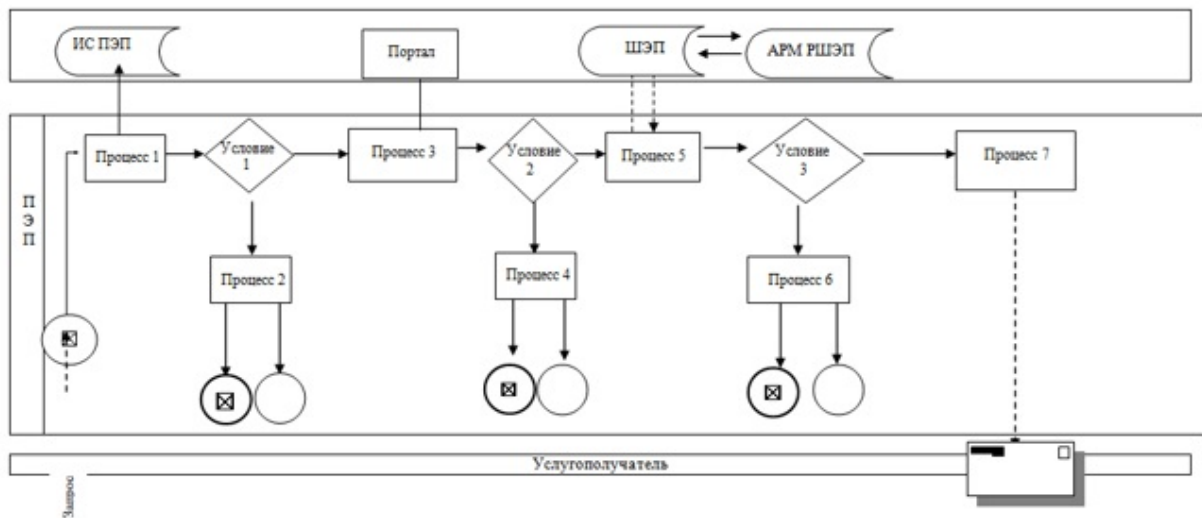 ИС ПЭП
Портал
ШЭП
АРМ РШЭП
ПЭП
Процесс 1
Условие
1
Процесс 3
Условие
2
Процесс 5
Условие
3
Процесс 7
Процесс 2
Процесс 4
Процесс 6
Услугополучатель
Запрос